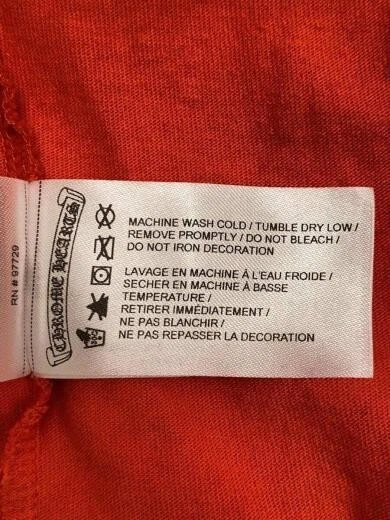 RN # 97729
CHROME HEARTS
MACHINE WASH COLD / TUMBLE DRY LOW /
REMOVE PROMPTLY / DO NOT BLEACH /
DO NOT IRON DECORATION
LAVAGE EN MACHINE À L'EAU FROIDE /
SECHER EN MACHINE À BASSE
TEMPERATURE /
RETIRER IMMÉDIATEMENT /
NE PAS BLANCHIR /
NE PAS REPASSER LA DECORATION